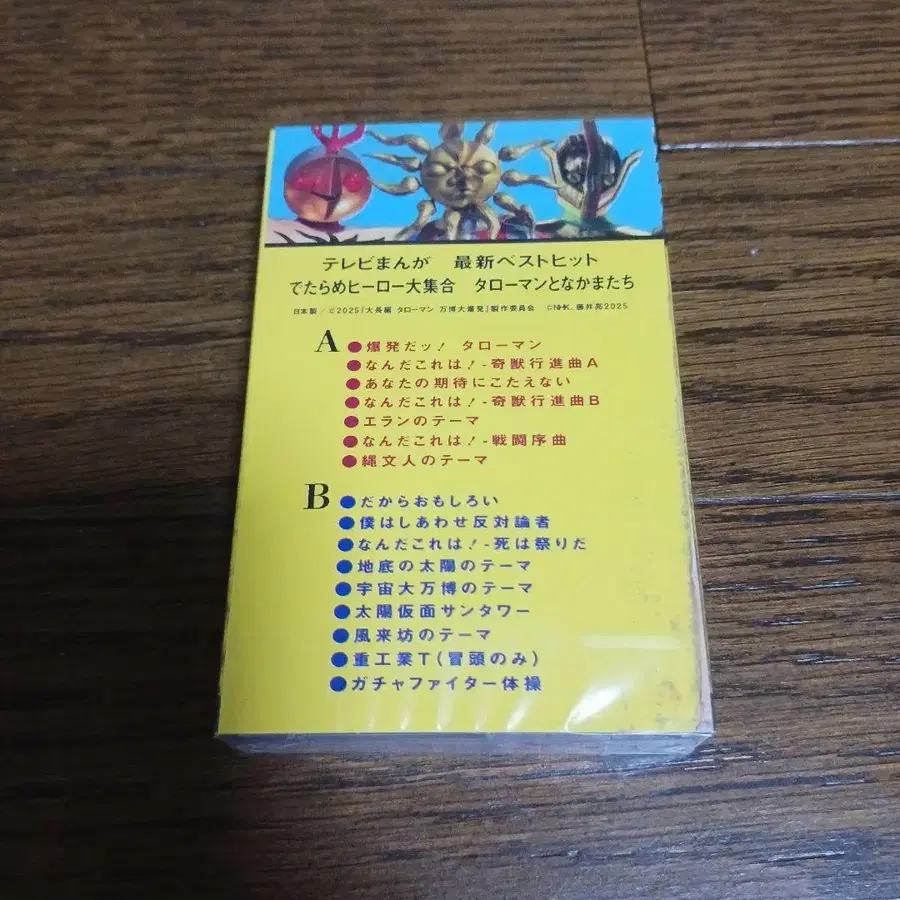 テレビまんが 最新ベストヒット
でたらめヒーロー大集合 タローマンとなかまたち
日本製/©2025『大長編 タローマン 万博大爆発』製作委員会 ©NHK、藤井亮2025
A ●爆発だッ! タローマン
●なんだこれは!-奇獣行進曲A
●あなたの期待にこたえない
●なんだこれは!-奇獣行進曲B
●エランのテーマ
●なんだこれは!-戦闘序曲
●縄文人のテーマ
B ●だからおもしろい
●僕はしあわせ反対論者
●なんだこれは!-死は祭りだ
●地底の太陽のテーマ
●宇宙大万博のテーマ
●太陽仮面サンタワー
●風来坊のテーマ
●重工業T(冒頭のみ)
●ガチャファイター体操